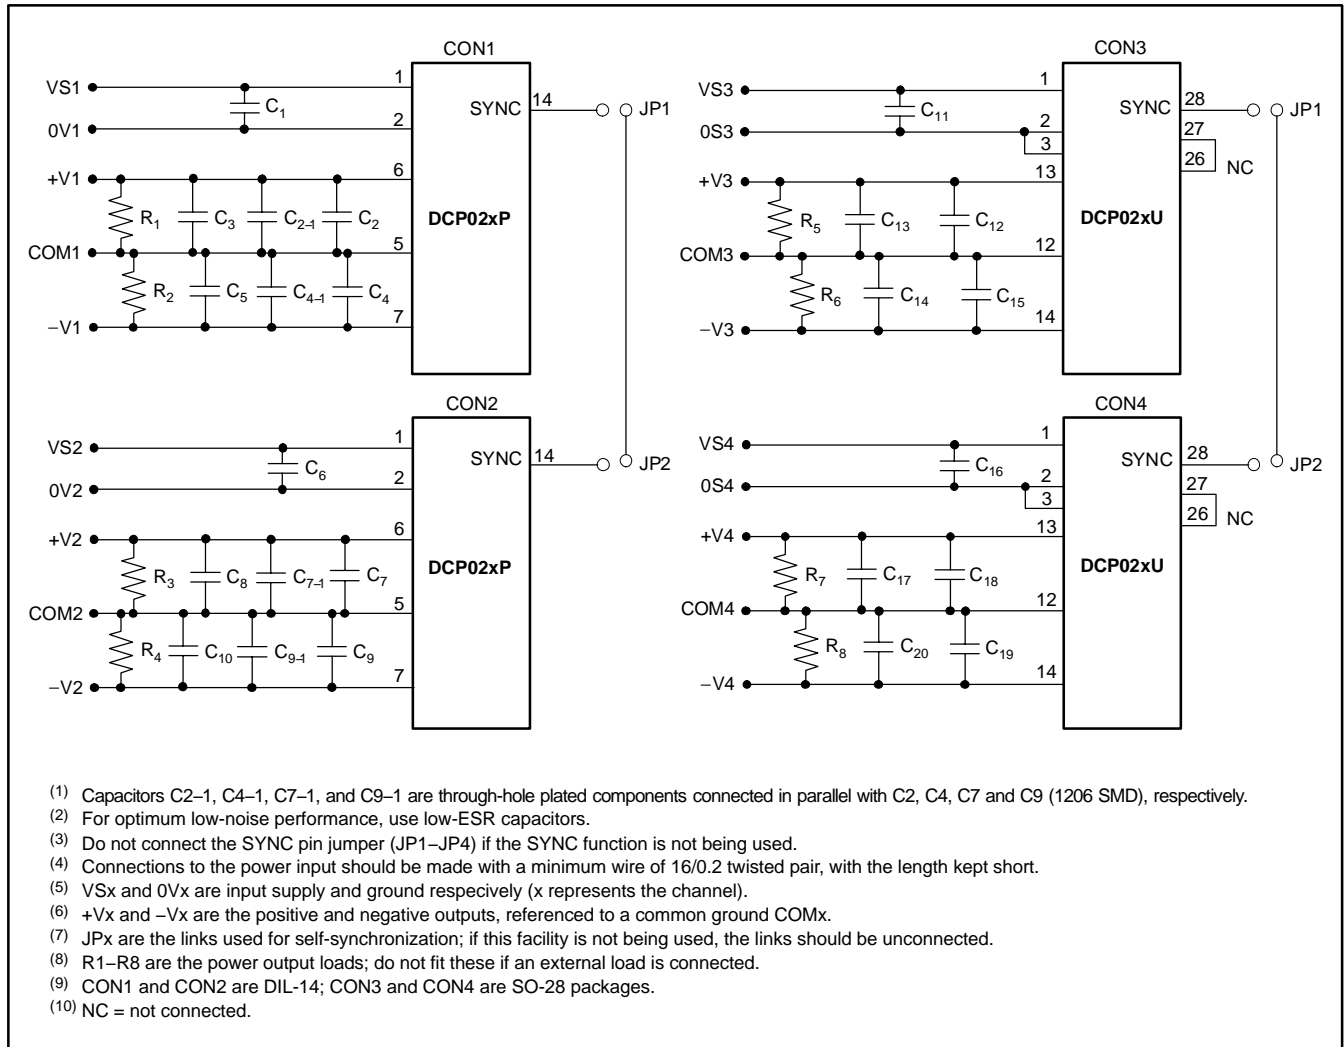 CON1
VS1
1
C1
SYNC
14
JP1
0V1
2
+V1
6
R1
C3
C2–1
C2
DCP02xP
COM1
5
R2
C5
C4–1
C4
−V1
7
CON2
VS2
1
C6
SYNC
14
JP2
0V2
2
+V2
6
R3
C8
C7–1
C7
DCP02xP
COM2
5
R4
C10
C9–1
C9
−V2
7
CON3
VS3
1
C11
SYNC
28
JP1
0S3
2
3
27
26
NC
+V3
13
R5
C13
C12
DCP02xU
COM3
12
R6
C14
C15
−V3
14
CON4
VS4
1
C16
SYNC
28
JP2
0S4
2
3
27
26
NC
+V4
13
R7
C17
C18
DCP02xU
COM4
12
R8
C20
C19
−V4
14
(1) Capacitors C2–1, C4–1, C7–1, and C9–1 are through-hole plated components connected in parallel with C2, C4, C7 and C9 (1206 SMD), respectively.
(2) For optimum low-noise performance, use low-ESR capacitors.
(3) Do not connect the SYNC pin jumper (JP1–JP4) if the SYNC function is not being used.
(4) Connections to the power input should be made with a minimum wire of 16/0.2 twisted pair, with the length kept short.
(5) VSx and 0Vx are input supply and ground respecively (x represents the channel).
(6) +Vx and −Vx are the positive and negative outputs, referenced to a common ground COMx.
(7) JPx are the links used for self-synchronization; if this facility is not being used, the links should be unconnected.
(8) R1–R8 are the power output loads; do not fit these if an external load is connected.
(9) CON1 and CON2 are DIL-14; CON3 and CON4 are SO-28 packages.
(10) NC = not connected.